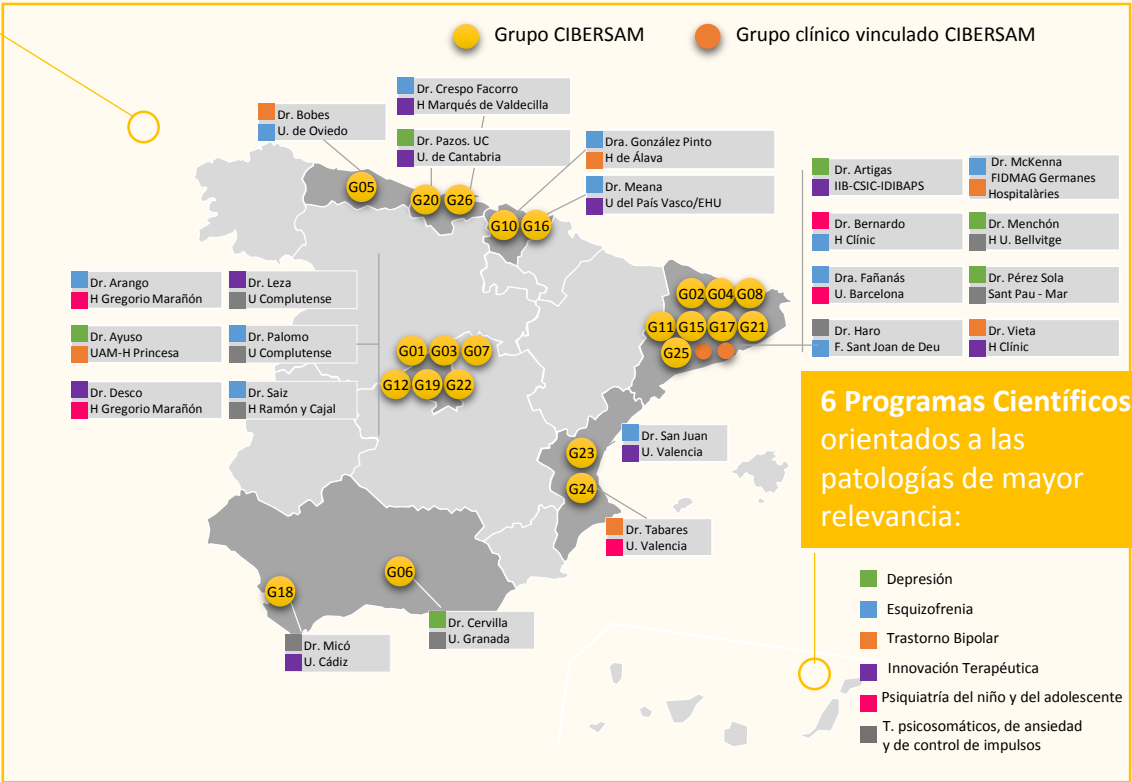 Grupo CIBERSAM
Grupo clínico vinculado CIBERSAM
Dr. Crespo Facorro
H Marqués de Valdecilla
Dr. Bobes
U. de Oviedo
Dr. Pazos. UC
U. de Cantabria
Dra. González Pinto
H de Álava
Dr. Meana
U del País Vasco/EHU
G05
G20
G26
G10
G16
Dr. Artigas
IIB-CSIC-IDIBAPS
Dr. McKenna
FIDMAG Germanes
Hospitalàries
Dr. Bernardo
H Clínic
Dr. Menchón
H U. Bellvitge
Dra. Fañanás
U. Barcelona
Dr. Pérez Sola
Sant Pau - Mar
Dr. Haro
F. Sant Joan de Deu
Dr. Vieta
H Clínic
G02
G04
G08
G11
G15
G17
G21
G25
Dr. Arango
H Gregorio Marañón
Dr. Leza
U Complutense
Dr. Ayuso
UAM-H Princesa
Dr. Palomo
U Complutense
Dr. Desco
H Gregorio Marañón
Dr. Saiz
H Ramón y Cajal
G01
G03
G07
G12
G19
G22
6 Programas Científicos
orientados a las
patologías de mayor
relevancia:
G23
Dr. San Juan
U. Valencia
G24
Dr. Tabares
U. Valencia
G06
G18
Dr. Cervilla
U. Granada
Dr. Micó
U. Cádiz
Depresión
Esquizofrenia
Trastorno Bipolar
Innovación Terapéutica
Psiquiatría del niño y del adolescente
T. psicosomáticos, de ansiedad
y de control de impulsos